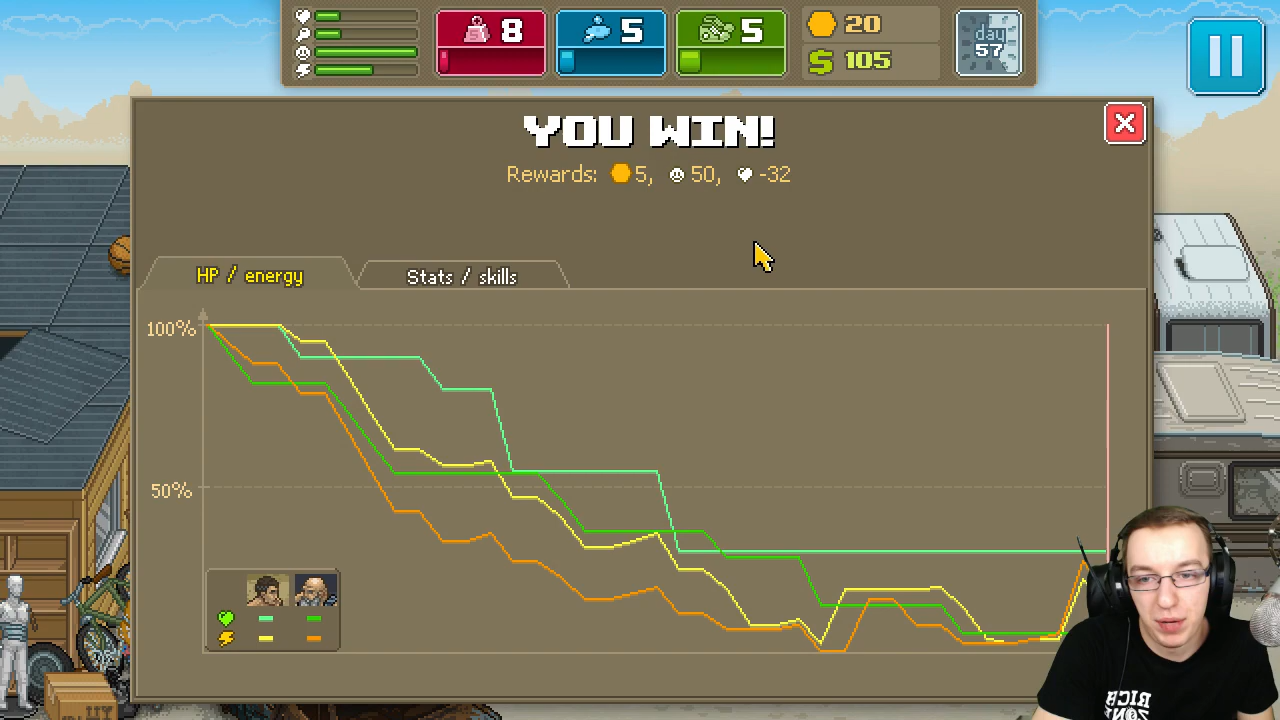 8
5
5
20
$ 105
day
57
YOU WIN!
Rewards: 5, 50, -32
HP / energy
Stats / skills
100%
50%